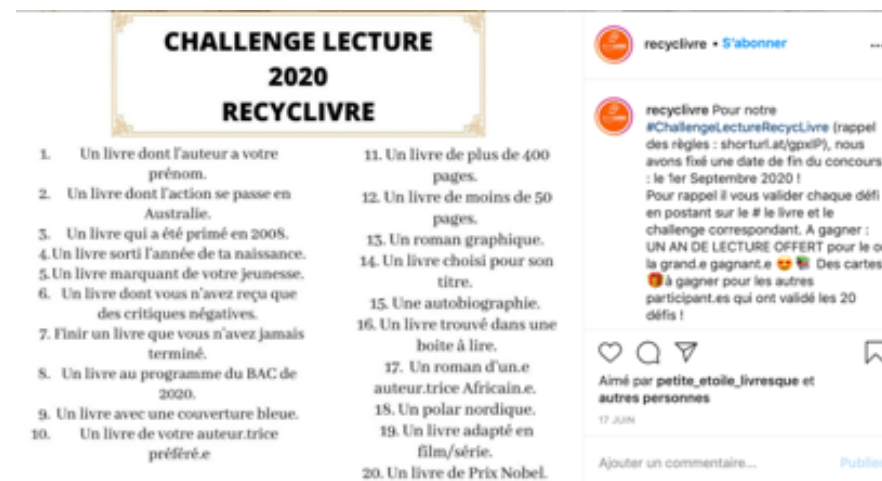 CHALLENGE LECTURE
2020
RECYCLIVRE
1. Un livre dont l'auteur a votre
prénom.
2. Un livre dont l'action se passe en
Australie.
3. Un livre qui a été primé en 2008.
4. Un livre sorti l'année de ta naissance.
5. Un livre marquant de votre jeunesse.
6. Un livre dont vous n'avez reçu que
des critiques négatives.
7. Finir un livre que vous n'avez jamais
terminé.
8. Un livre au programme du BAC de
2020.
9. Un livre avec une couverture bleue.
10. Un livre de votre auteur.trice
préféré.e
11. Un livre de plus de 400
pages.
12. Un livre de moins de 50
pages.
13. Un roman graphique.
14. Un livre choisi pour son
titre.
15. Une autobiographie.
16. Un livre trouvé dans une
boite à lire.
17. Un roman d'un.e
auteur.trice Africain.e.
18. Un polar nordique.
19. Un livre adapté en
film/série.
20. Un livre de Prix Nobel.
recyclivre • S'abonner
recyclivre Pour notre
#ChallengeLectureRecycLivre (rappel
des règles : shorturl.at/gpxIP), nous
avons fixé une date de fin du concours
: le 1er Septembre 2020 !
Pour rappel il vous valider chaque défi
en postant sur le # le livre et le
challenge correspondant. A gagner :
UN AN DE LECTURE OFFERT pour le o
la grand.e gagnant.e 😍 📚 Des cartes
🎁à gagner pour les autres
participant.es qui ont validé les 20
défis !
Aimé par petite_etoile_livresque et
autres personnes
17 JUIN
Ajouter un commentaire...
Publier